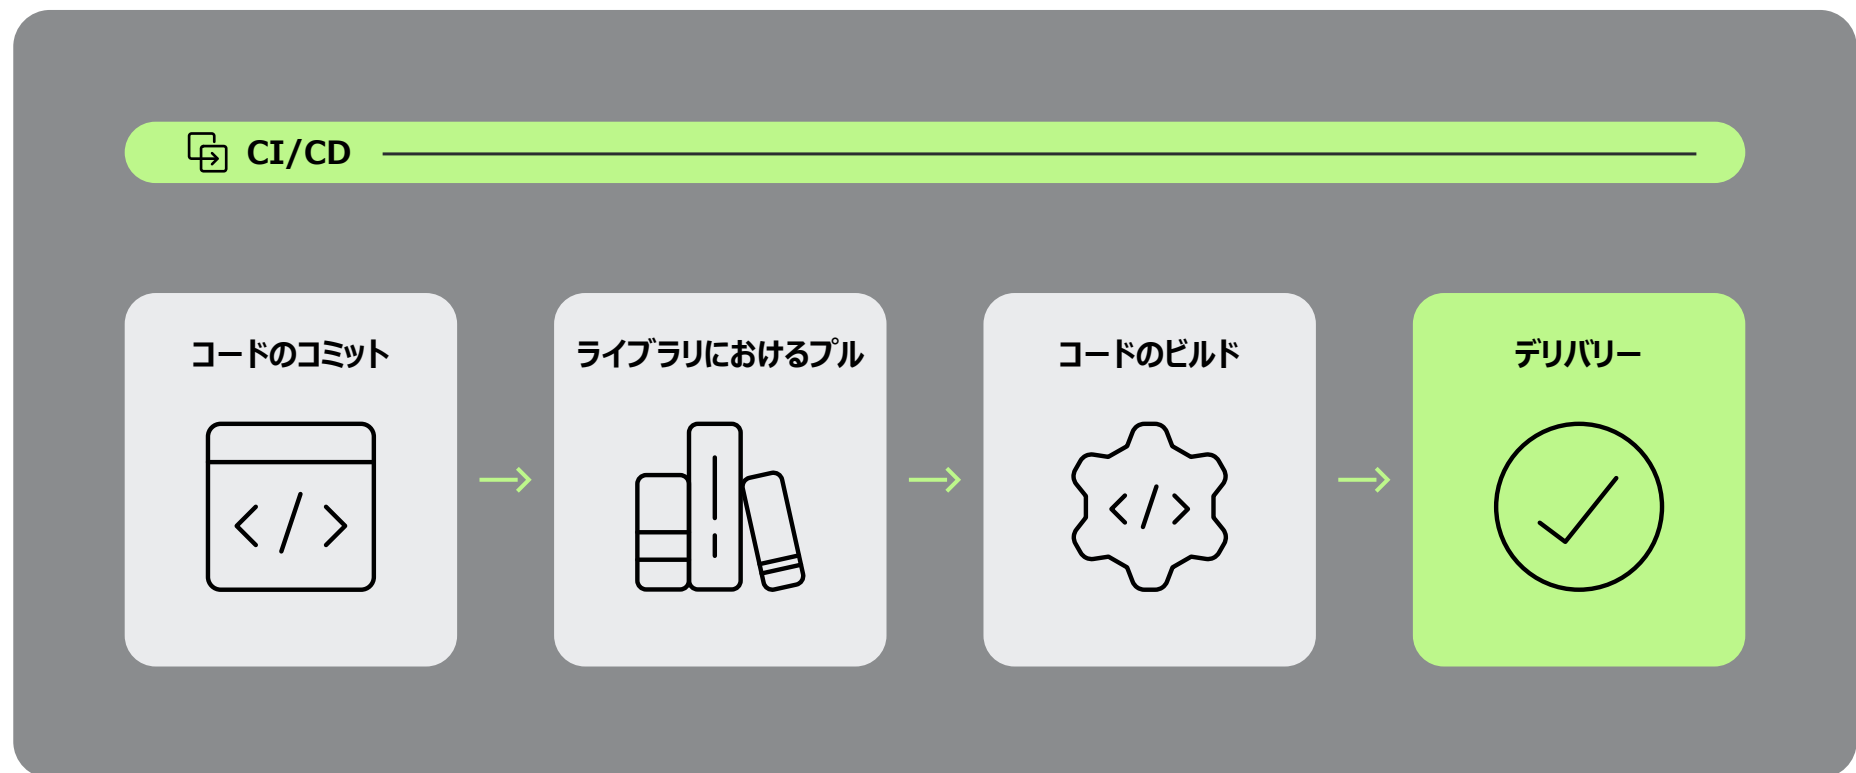 CI/CD
コードのコミット
ライブラリにおけるプル
コードのビルド
デリバリー